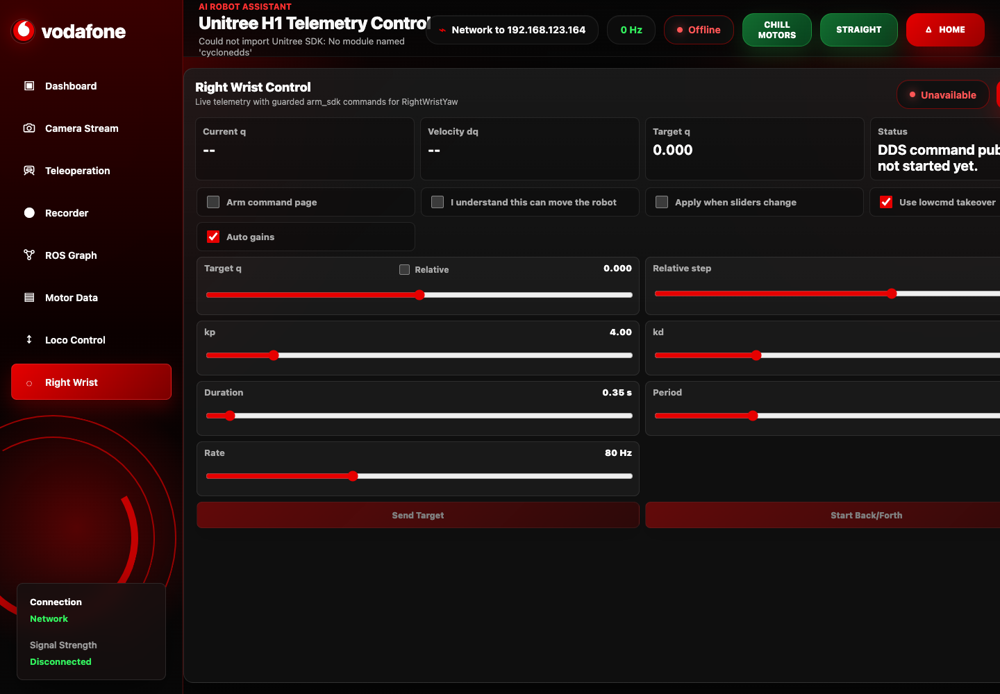 vodafone
Dashboard
Camera Stream
Teleoperation
Recorder
ROS Graph
Motor Data
Loco Control
Right Wrist
Connection
Network
Signal Strength
Disconnected
AI ROBOT ASSISTANT
Unitree H1 Telemetry Control
Could not import Unitree SDK: No module named
'cyclonedds'
Network to 192.168.123.164
0 Hz
Offline
CHILL
MOTORS
STRAIGHT
HOME
Right Wrist Control
Live telemetry with guarded arm_sdk commands for RightWristYaw
Unavailable
Current q
--
Velocity dq
--
Target q
0.000
Status
DDS command
not started yet.
Arm command page
I understand this can move the robot
Apply when sliders change
Use lowcmd takeover
Auto gains
Target q
Relative
0.000
Relative step
kp
4.00
kd
Duration
0.35 s
Period
Rate
80 Hz
Send Target
Start Back/Forth